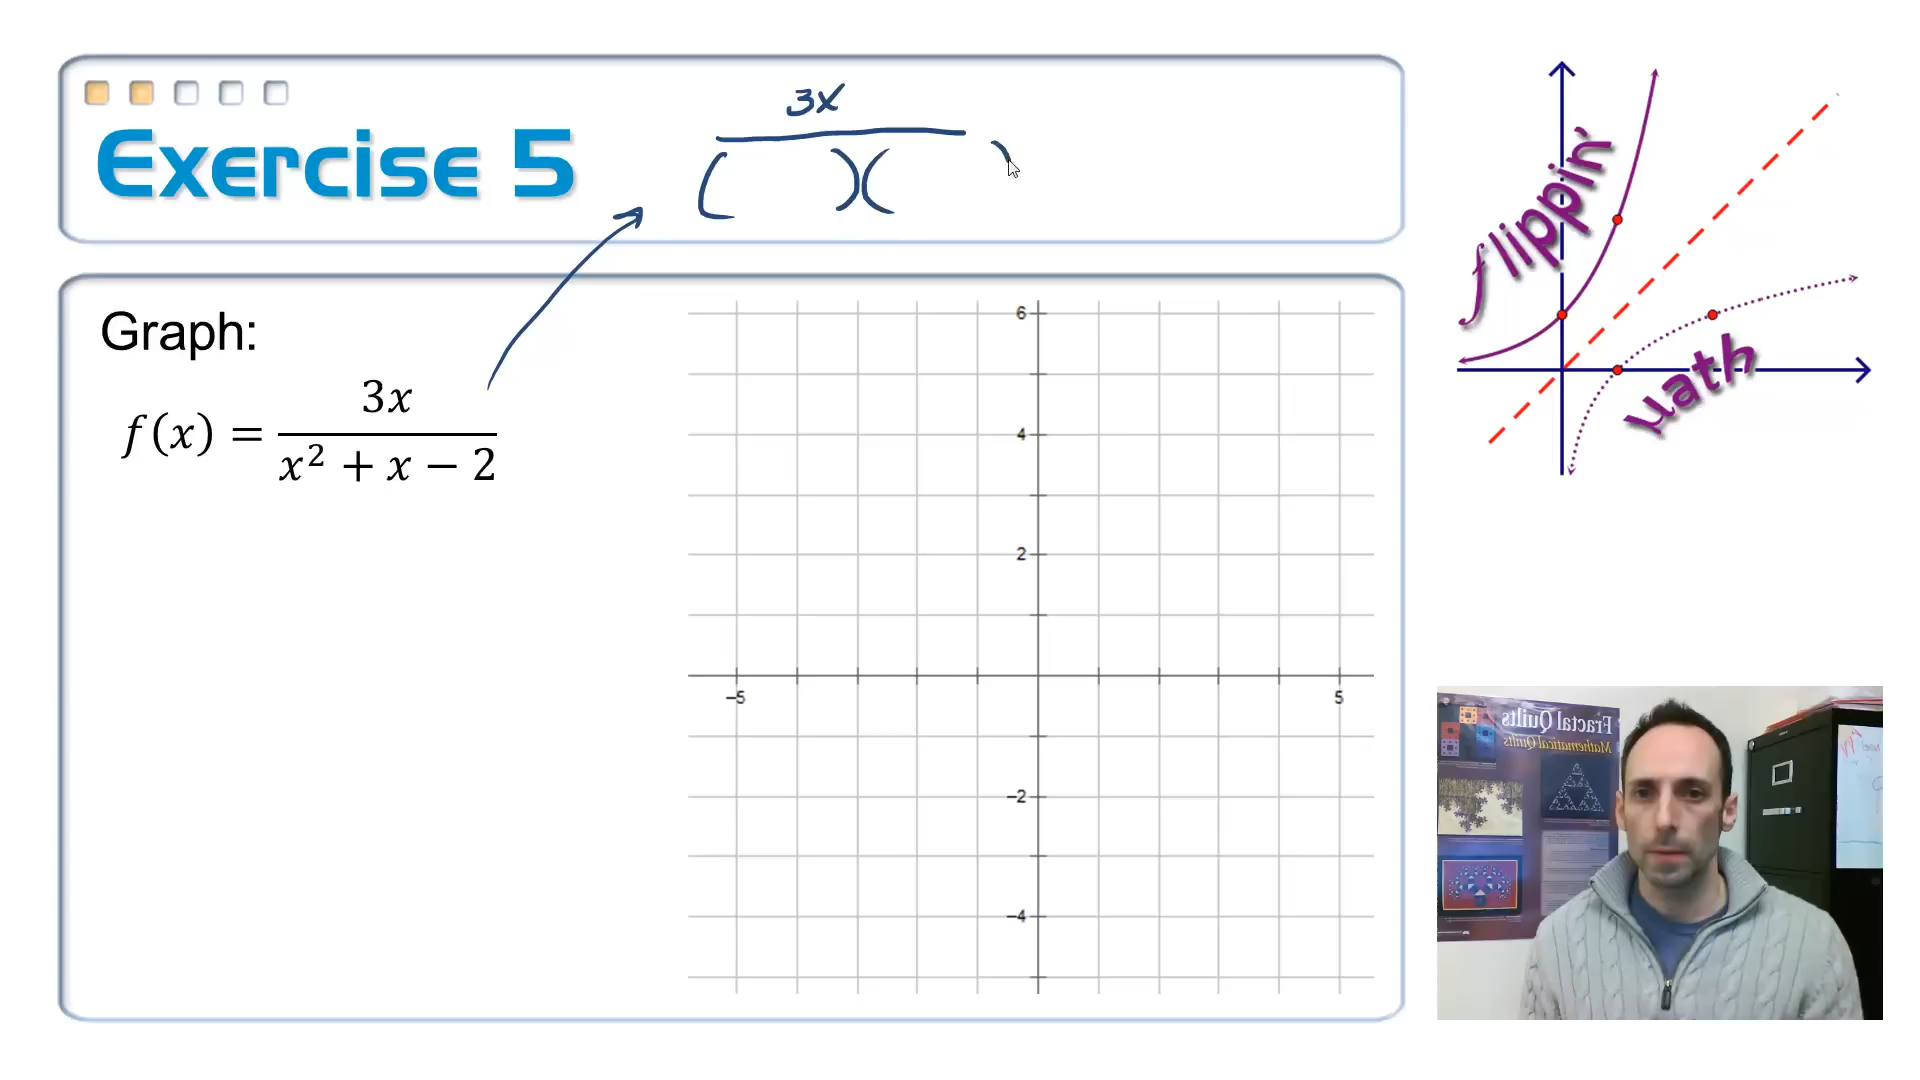 Exercise 5
3x
(        )(        )
Graph:
f(x) = 3x / x² + x − 2
6
4
2
−5
5
−2
−4
flippin'
math
Fractal Quilts
Mathematical Quilts